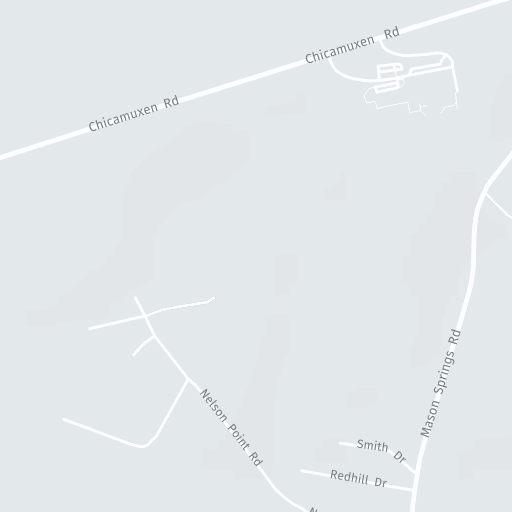 Chicamuxen Rd
Chicamuxen Rd
Mason Springs Rd
Nelson Point Rd
Smith Dr
Redhill Dr
N